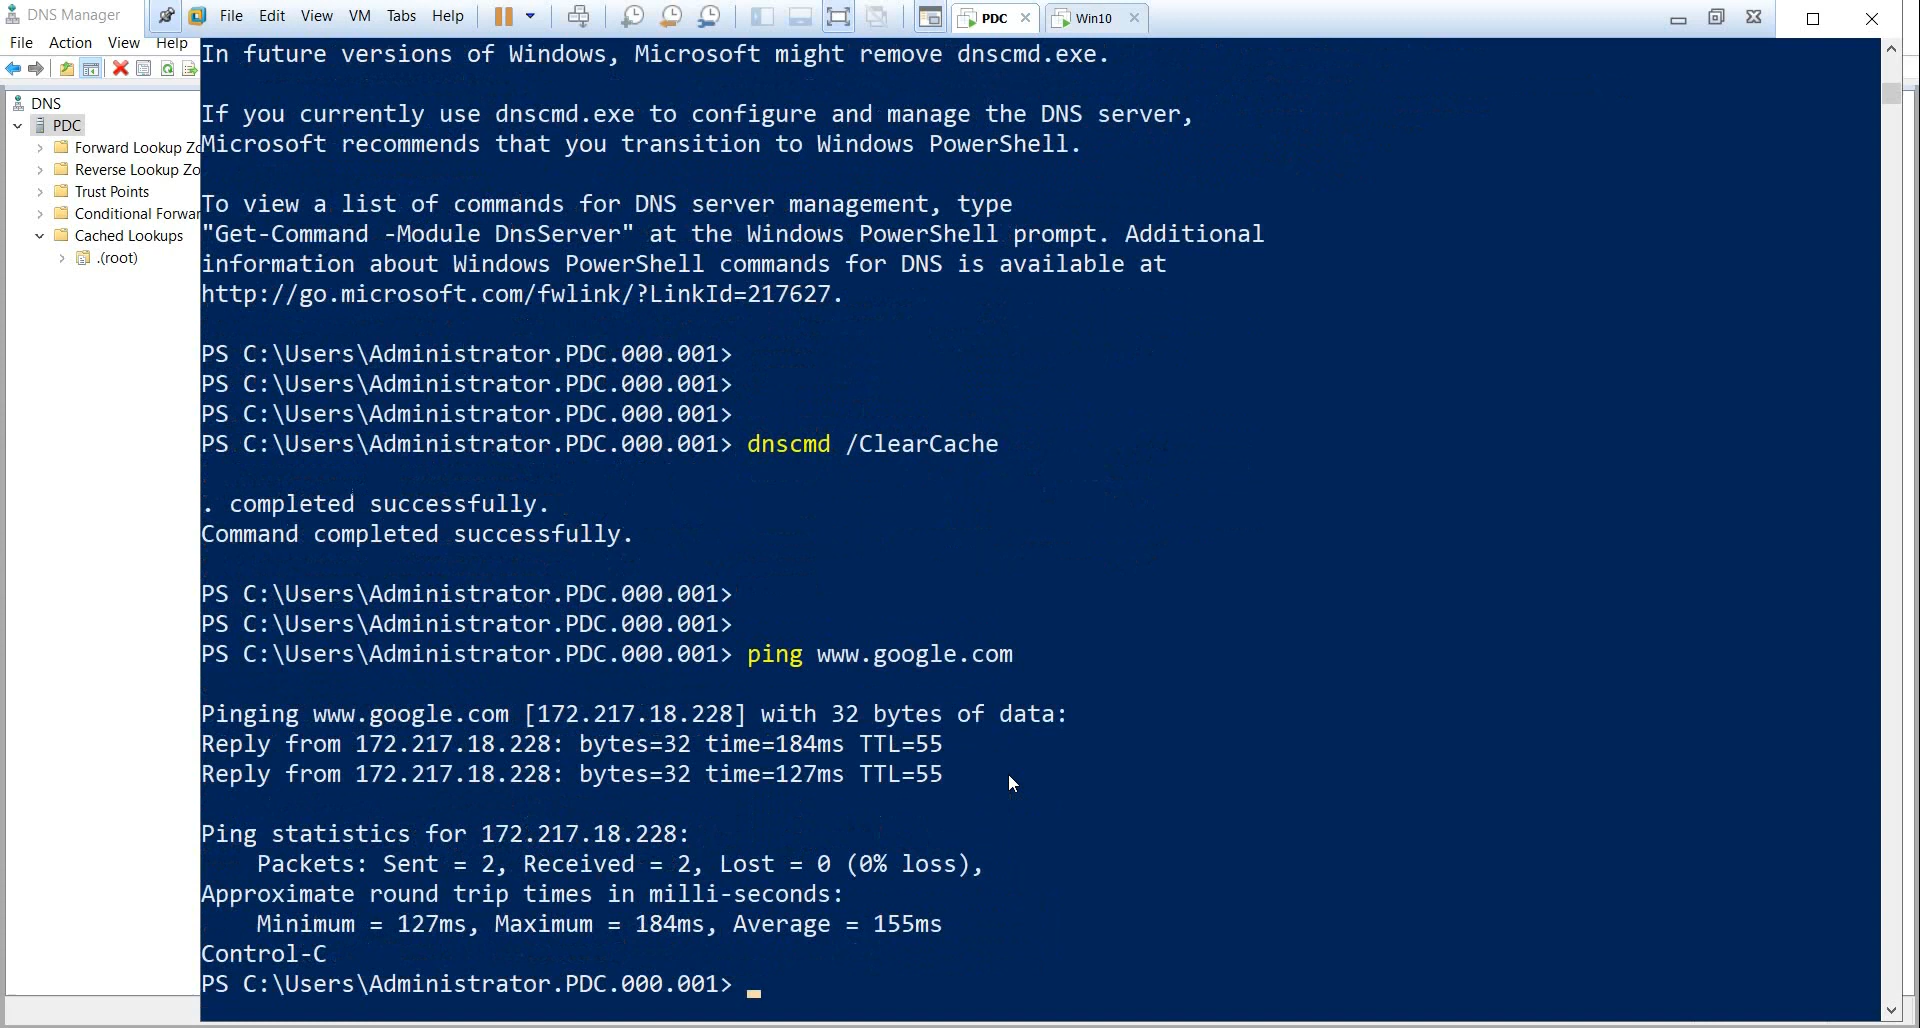 DNS Manager
File Edit View VM Tabs Help
PDC
Win10
File Action View Help
DNS
PDC
Forward Lookup Zo
Reverse Lookup Zo
Trust Points
Conditional Forwar
Cached Lookups
.(root)
In future versions of Windows, Microsoft might remove dnscmd.exe.
If you currently use dnscmd.exe to configure and manage the DNS server,
Microsoft recommends that you transition to Windows PowerShell.
To view a list of commands for DNS server management, type
"Get-Command -Module DnsServer" at the Windows PowerShell prompt. Additional
information about Windows PowerShell commands for DNS is available at
http://go.microsoft.com/fwlink/?LinkId=217627.
PS C:\Users\Administrator.PDC.000.001>
PS C:\Users\Administrator.PDC.000.001>
PS C:\Users\Administrator.PDC.000.001>
PS C:\Users\Administrator.PDC.000.001> dnscmd /ClearCache
. completed successfully.
Command completed successfully.
PS C:\Users\Administrator.PDC.000.001>
PS C:\Users\Administrator.PDC.000.001>
PS C:\Users\Administrator.PDC.000.001> ping www.google.com
Pinging www.google.com [172.217.18.228] with 32 bytes of data:
Reply from 172.217.18.228: bytes=32 time=184ms TTL=55
Reply from 172.217.18.228: bytes=32 time=127ms TTL=55
Ping statistics for 172.217.18.228:
    Packets: Sent = 2, Received = 2, Lost = 0 (0% loss),
Approximate round trip times in milli-seconds:
    Minimum = 127ms, Maximum = 184ms, Average = 155ms
Control-C
PS C:\Users\Administrator.PDC.000.001>